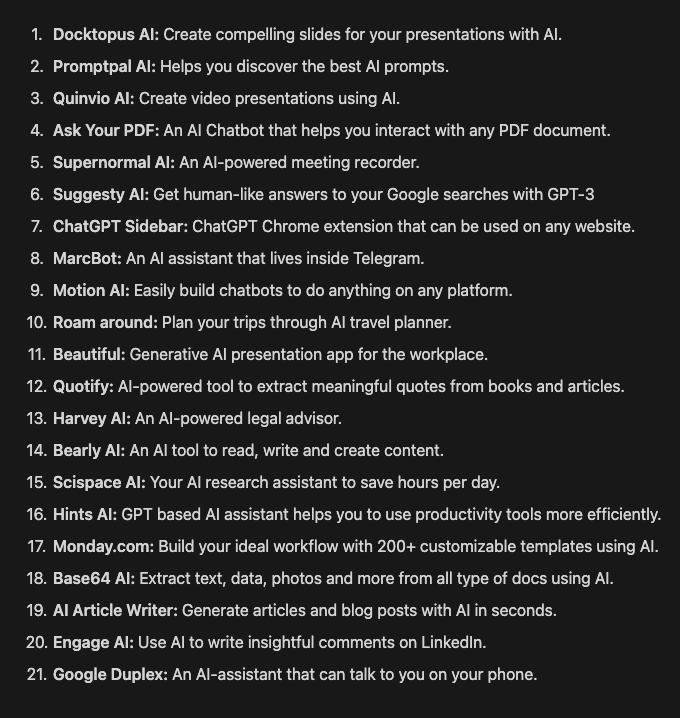 1. Docktopus AI: Create compelling slides for your presentations with AI.
2. Promptpal AI: Helps you discover the best AI prompts.
3. Quinvio AI: Create video presentations using AI.
4. Ask Your PDF: An AI Chatbot that helps you interact with any PDF document.
5. Supernormal AI: An AI-powered meeting recorder.
6. Suggesty AI: Get human-like answers to your Google searches with GPT-3
7. ChatGPT Sidebar: ChatGPT Chrome extension that can be used on any website.
8. MarcBot: An AI assistant that lives inside Telegram.
9. Motion AI: Easily build chatbots to do anything on any platform.
10. Roam around: Plan your trips through AI travel planner.
11. Beautiful: Generative AI presentation app for the workplace.
12. Quotify: AI-powered tool to extract meaningful quotes from books and articles.
13. Harvey AI: An AI-powered legal advisor.
14. Bearly AI: An AI tool to read, write and create content.
15. Scispace AI: Your AI research assistant to save hours per day.
16. Hints AI: GPT based AI assistant helps you to use productivity tools more efficiently.
17. Monday.com: Build your ideal workflow with 200+ customizable templates using AI.
18. Base64 AI: Extract text, data, photos and more from all type of docs using AI.
19. AI Article Writer: Generate articles and blog posts with AI in seconds.
20. Engage AI: Use AI to write insightful comments on LinkedIn.
21. Google Duplex: An AI-assistant that can talk to you on your phone.